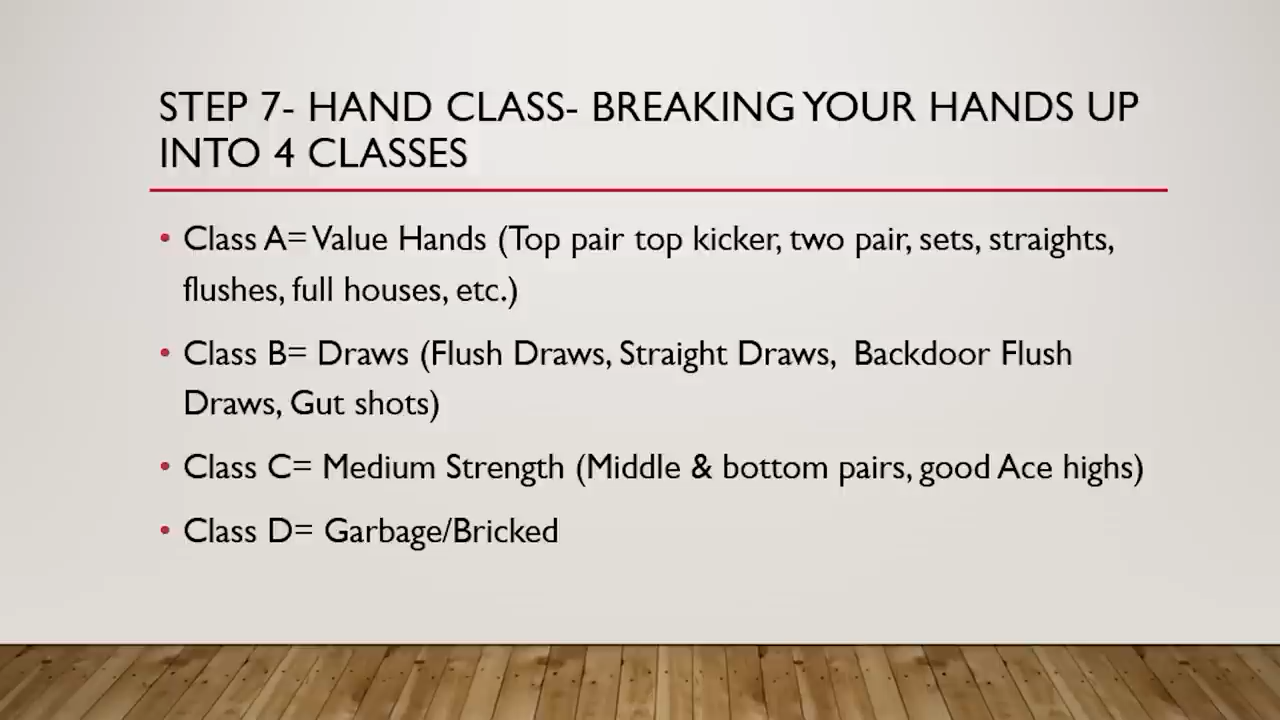 STEP 7- HAND CLASS- BREAKING YOUR HANDS UP
INTO 4 CLASSES
• Class A= Value Hands (Top pair top kicker, two pair, sets, straights,
flushes, full houses, etc.)
• Class B= Draws (Flush Draws, Straight Draws,  Backdoor Flush
Draws, Gut shots)
• Class C= Medium Strength (Middle & bottom pairs, good Ace highs)
• Class D= Garbage/Bricked